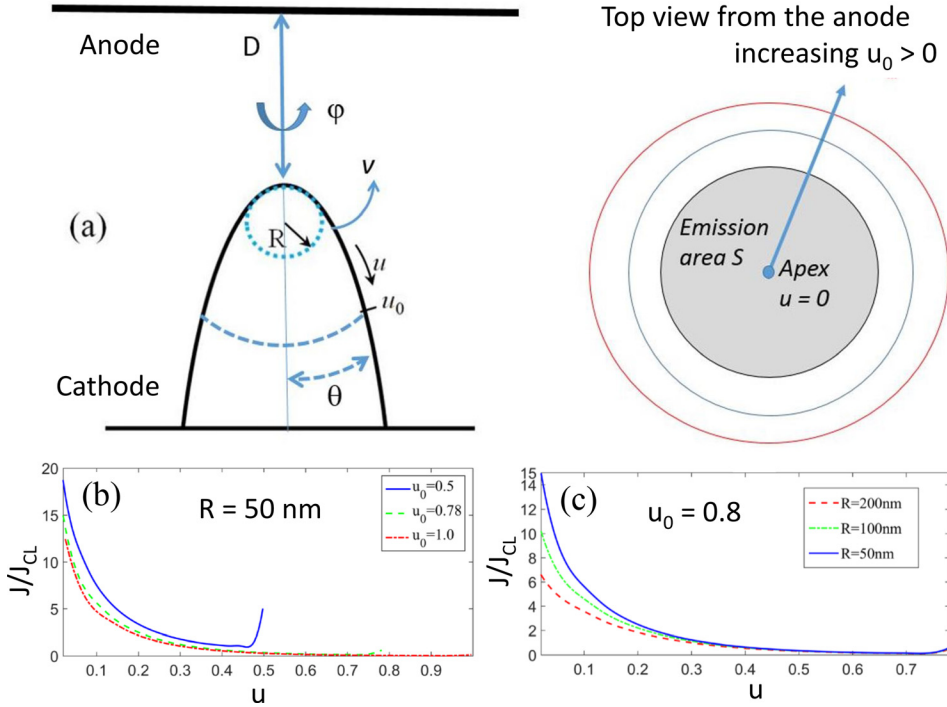 Anode
D
φ
(a)
v
R
u
u₀
Cathode
θ
Top view from the anode
increasing u₀ > 0
Emission
area S
Apex
u = 0
(b)
R = 50 nm
u₀=0.5
u₀=0.78
u₀=1.0
J/J_CL
20
15
10
5
0
0.1 0.2 0.3 0.4 0.5 0.6 0.7 0.8 0.9
u
(c)
u₀ = 0.8
R=200nm
R=100nm
R=50nm
J/J_CL
15
14
12
10
8
6
4
2
0
0.1 0.2 0.3 0.4 0.5 0.6 0.7
u